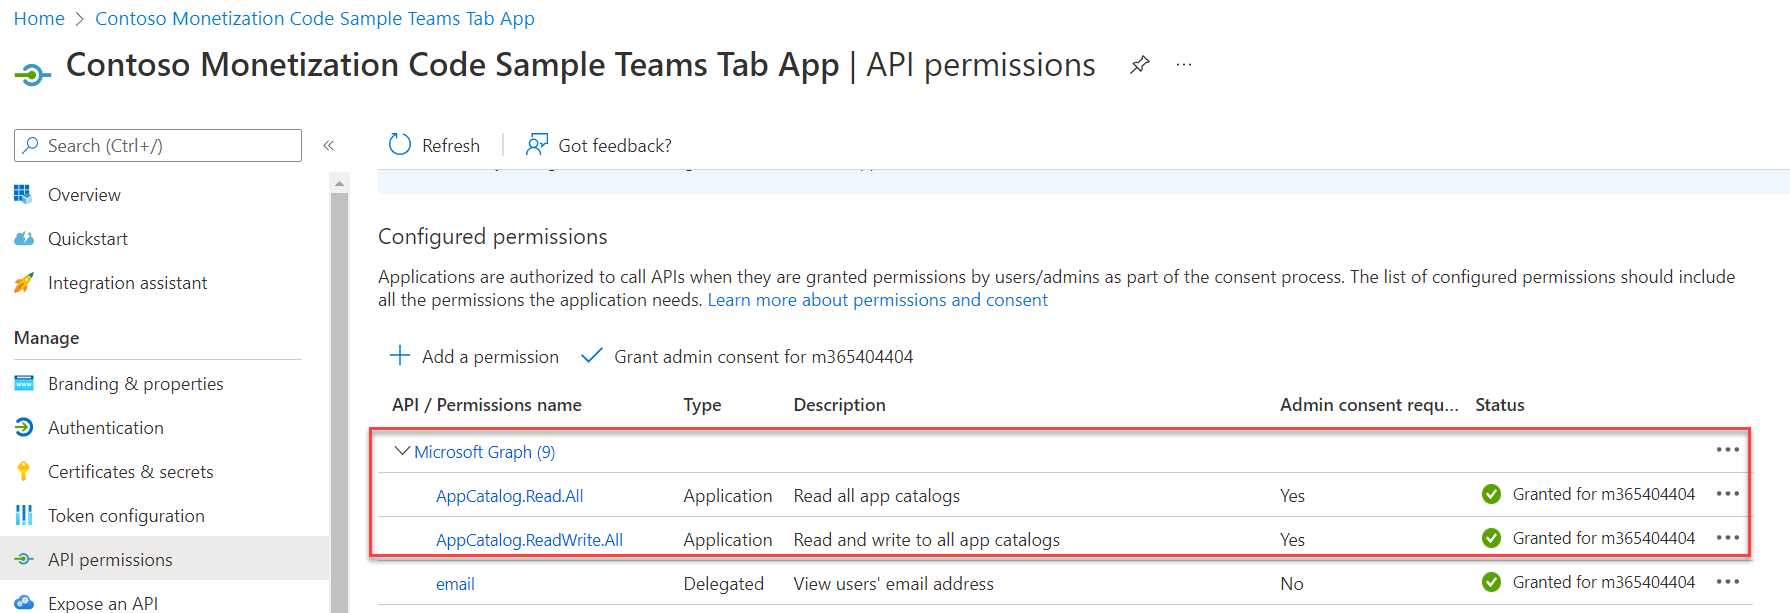 Home > Contoso Monetization Code Sample Teams Tab App
Contoso Monetization Code Sample Teams Tab App | API permissions
Search (Ctrl+/)
«
Refresh
Got feedback?
Overview
Quickstart
Integration assistant
Manage
Branding & properties
Authentication
Certificates & secrets
Token configuration
API permissions
Expose an API
Configured permissions
Applications are authorized to call APIs when they are granted permissions by users/admins as part of the consent process. The list of configured permissions should include
all the permissions the application needs. Learn more about permissions and consent
Add a permission
Grant admin consent for m365404404
API / Permissions name Type Description Admin consent requ... Status
Microsoft Graph (9)
AppCatalog.Read.All Application Read all app catalogs Yes Granted for m365404404
AppCatalog.ReadWrite.All Application Read and write to all app catalogs Yes Granted for m365404404
email Delegated View users' email address No Granted for m365404404